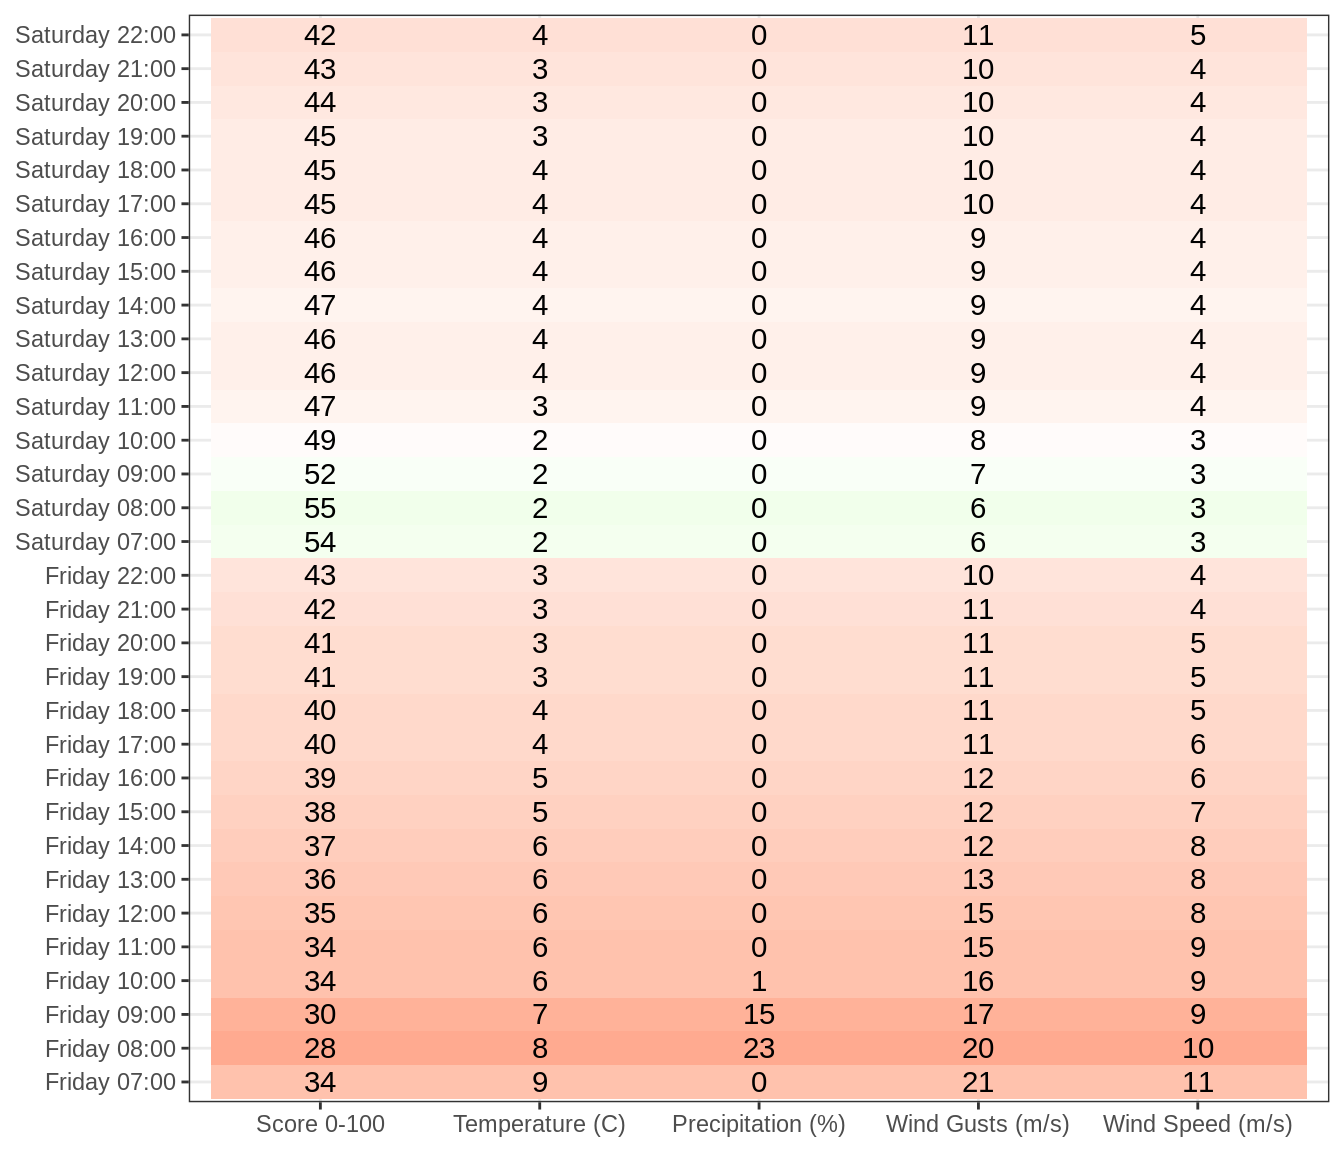 Saturday 22:00 42 4 0 11 5
Saturday 21:00 43 3 0 10 4
Saturday 20:00 44 3 0 10 4
Saturday 19:00 45 3 0 10 4
Saturday 18:00 45 4 0 10 4
Saturday 17:00 45 4 0 10 4
Saturday 16:00 46 4 0 9 4
Saturday 15:00 46 4 0 9 4
Saturday 14:00 47 4 0 9 4
Saturday 13:00 46 4 0 9 4
Saturday 12:00 46 4 0 9 4
Saturday 11:00 47 3 0 9 4
Saturday 10:00 49 2 0 8 3
Saturday 09:00 52 2 0 7 3
Saturday 08:00 55 2 0 6 3
Saturday 07:00 54 2 0 6 3
Friday 22:00 43 3 0 10 4
Friday 21:00 42 3 0 11 4
Friday 20:00 41 3 0 11 5
Friday 19:00 41 3 0 11 5
Friday 18:00 40 4 0 11 5
Friday 17:00 40 4 0 11 6
Friday 16:00 39 5 0 12 6
Friday 15:00 38 5 0 12 7
Friday 14:00 37 6 0 12 8
Friday 13:00 36 6 0 13 8
Friday 12:00 35 6 0 15 8
Friday 11:00 34 6 0 15 9
Friday 10:00 34 6 1 16 9
Friday 09:00 30 7 15 17 9
Friday 08:00 28 8 23 20 10
Friday 07:00 34 9 0 21 11
Score 0-100 Temperature (C) Precipitation (%) Wind Gusts (m/s) Wind Speed (m/s)